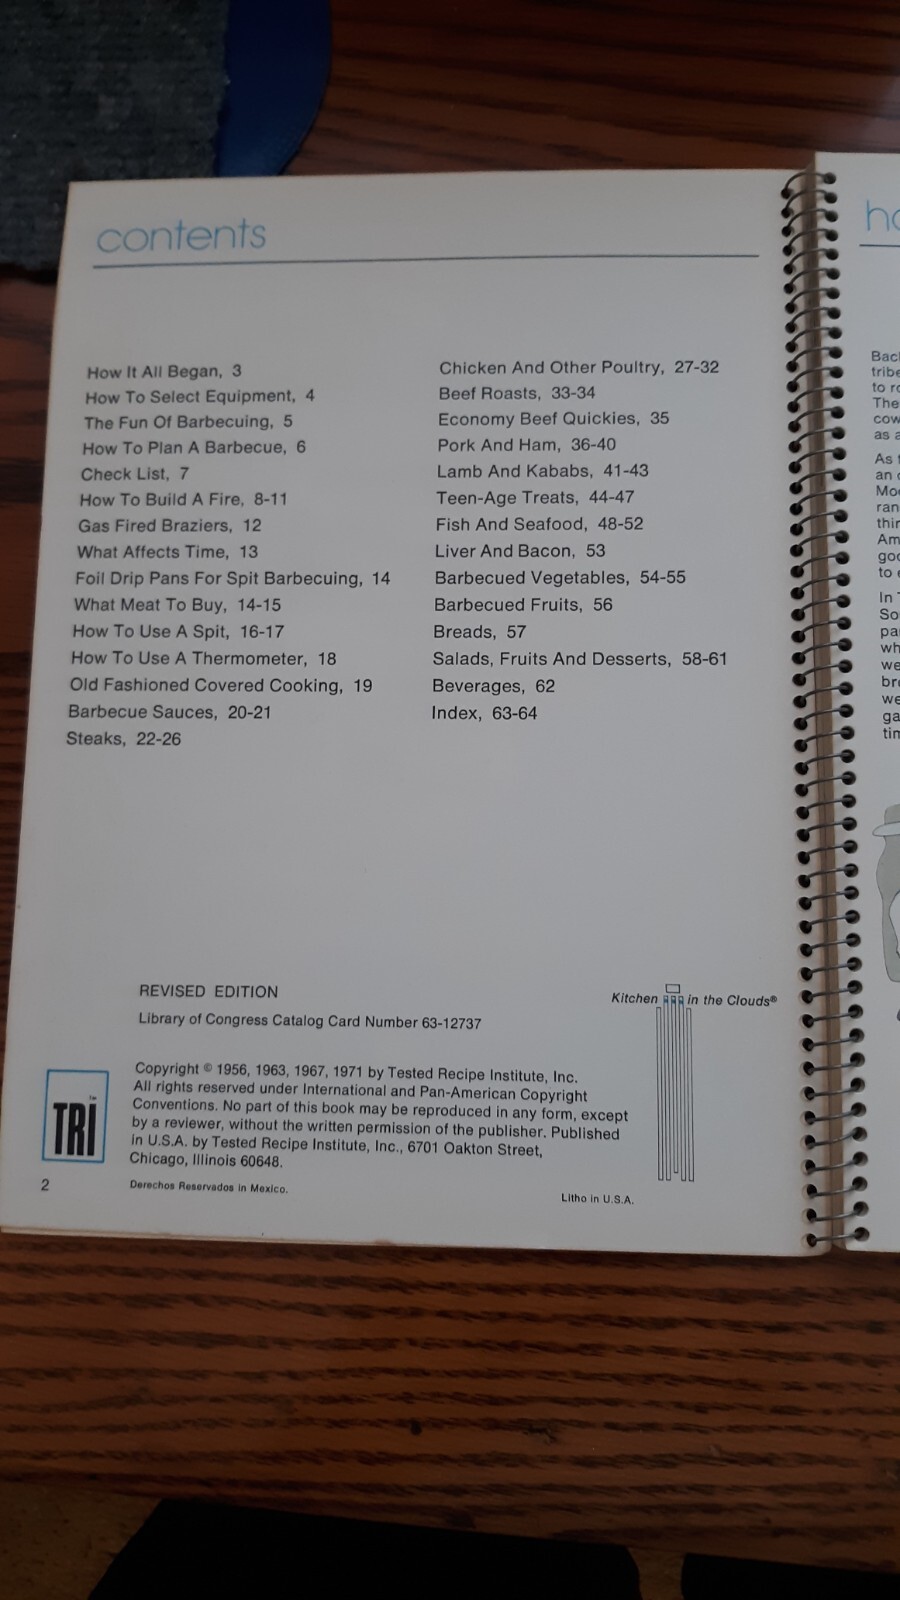 contents
How It All Began, 3
How To Select Equipment, 4
The Fun Of Barbecuing, 5
How To Plan A Barbecue, 6
Check List, 7
How To Build A Fire, 8-11
Gas Fired Braziers, 12
What Affects Time, 13
Foil Drip Pans For Spit Barbecuing, 14
What Meat To Buy, 14-15
How To Use A Spit, 16-17
How To Use A Thermometer, 18
Old Fashioned Covered Cooking, 19
Barbecue Sauces, 20-21
Steaks, 22-26
Chicken And Other Poultry, 27-32
Beef Roasts, 33-34
Economy Beef Quickies, 35
Pork And Ham, 36-40
Lamb And Kababs, 41-43
Teen-Age Treats, 44-47
Fish And Seafood, 48-52
Liver And Bacon, 53
Barbecued Vegetables, 54-55
Barbecued Fruits, 56
Breads, 57
Salads, Fruits And Desserts, 58-61
Beverages, 62
Index, 63-64
REVISED EDITION
Library of Congress Catalog Card Number 63-12737
Kitchen in the Clouds®
Copyright © 1956, 1963, 1967, 1971 by Tested Recipe Institute, Inc.
All rights reserved under International and Pan-American Copyright
Conventions. No part of this book may be reproduced in any form, except
by a reviewer, without the written permission of the publisher. Published
in U.S.A. by Tested Recipe Institute, Inc., 6701 Oakton Street,
Chicago, Illinois 60648.
TRI™
2
Derechos Reservados in Mexico.
Litho in U.S.A.
As
an
to
In